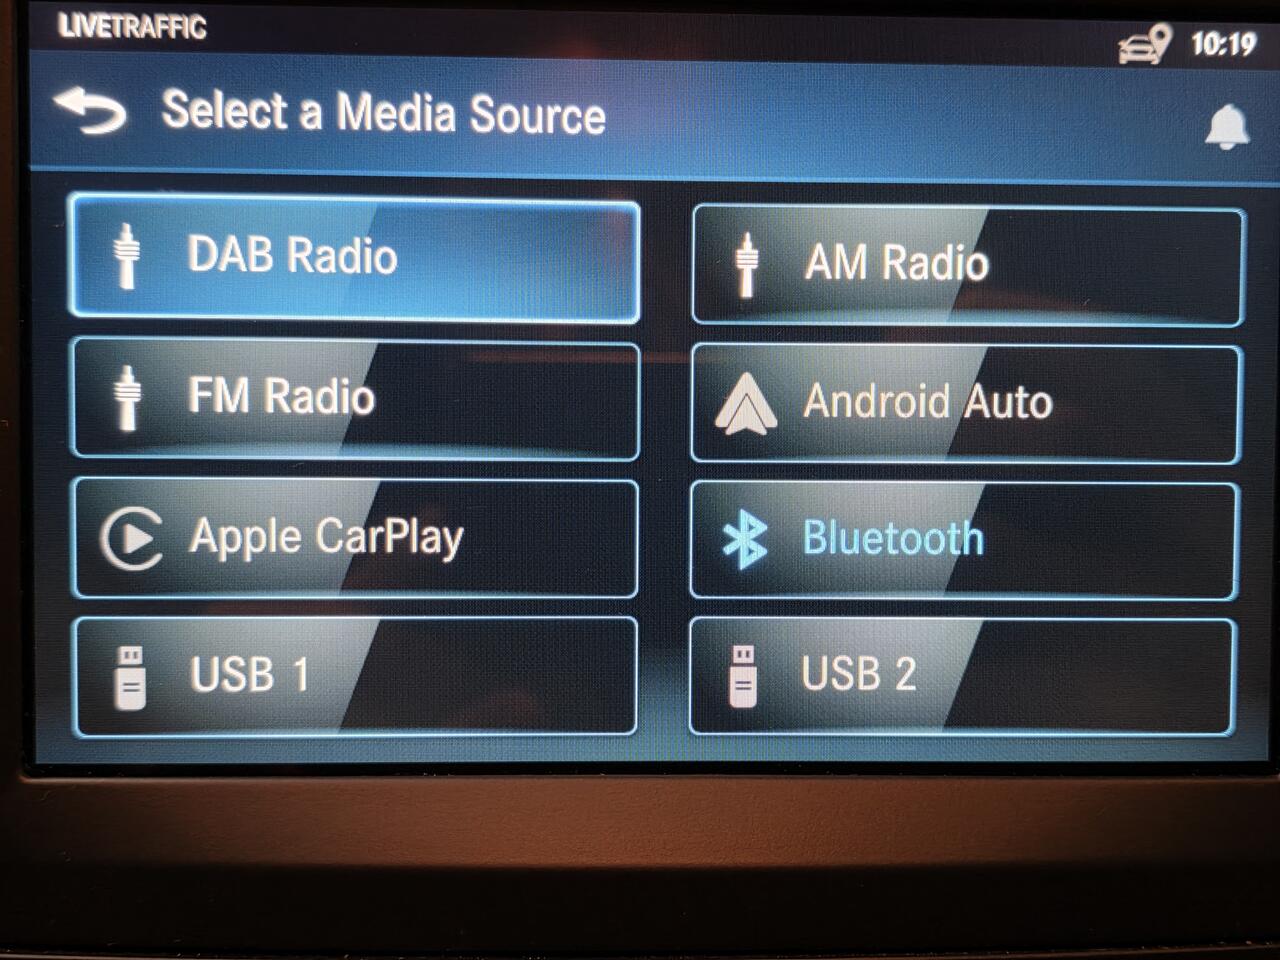 LIVETRAFFIC
10:19
Select a Media Source
DAB Radio
AM Radio
FM Radio
Android Auto
Apple CarPlay
Bluetooth
USB 1
USB 2